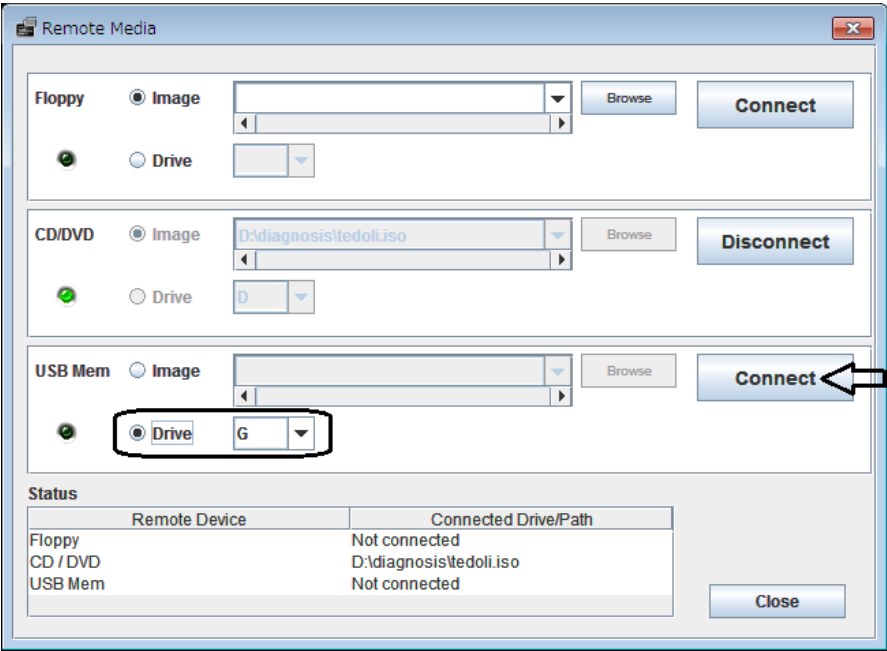 Remote Media
Floppy Image Browse Connect
Drive
CD/DVD Image D:\diagnosis\tedoli.iso Browse Disconnect
Drive D
USB Mem Image Browse Connect
Drive G
Status
Remote Device Connected Drive/Path
Floppy Not connected
CD / DVD D:\diagnosis\tedoli.iso
USB Mem Not connected
Close